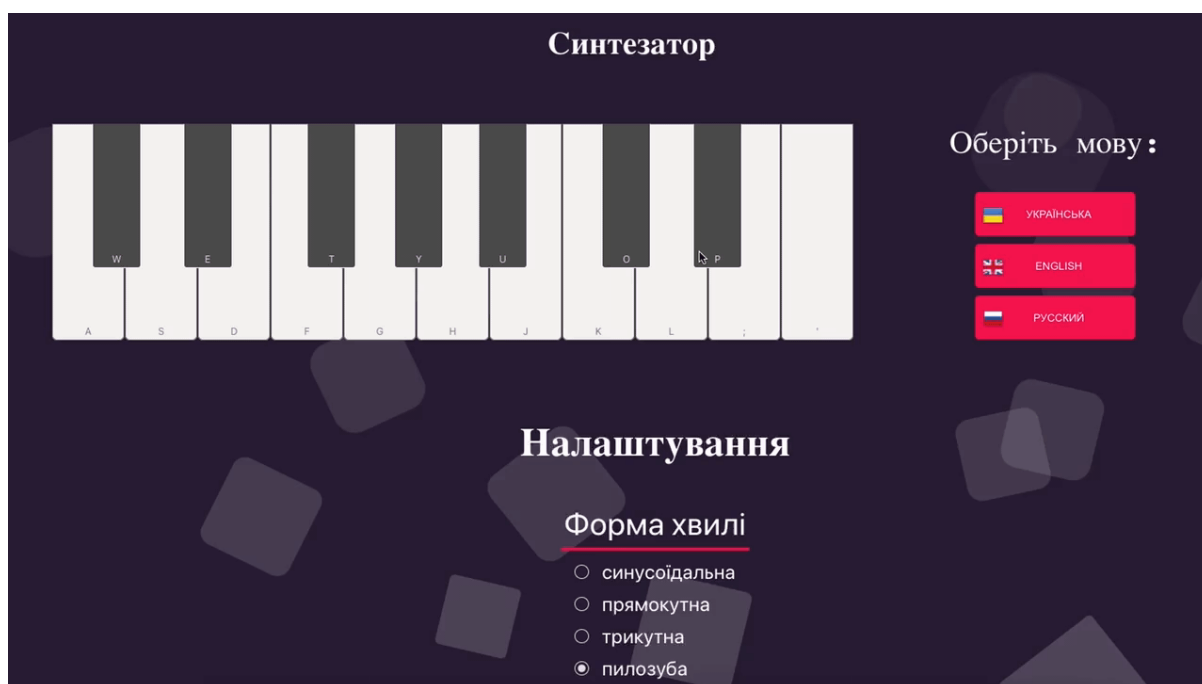 Синтезатор
Оберіть мову:
УКРАЇНСЬКА
ENGLISH
РУССКИЙ
W E T Y U O P
A S D F G H J K L ; '
Налаштування
Форма хвилі
синусоїдальна
прямокутна
трикутна
пилозуба